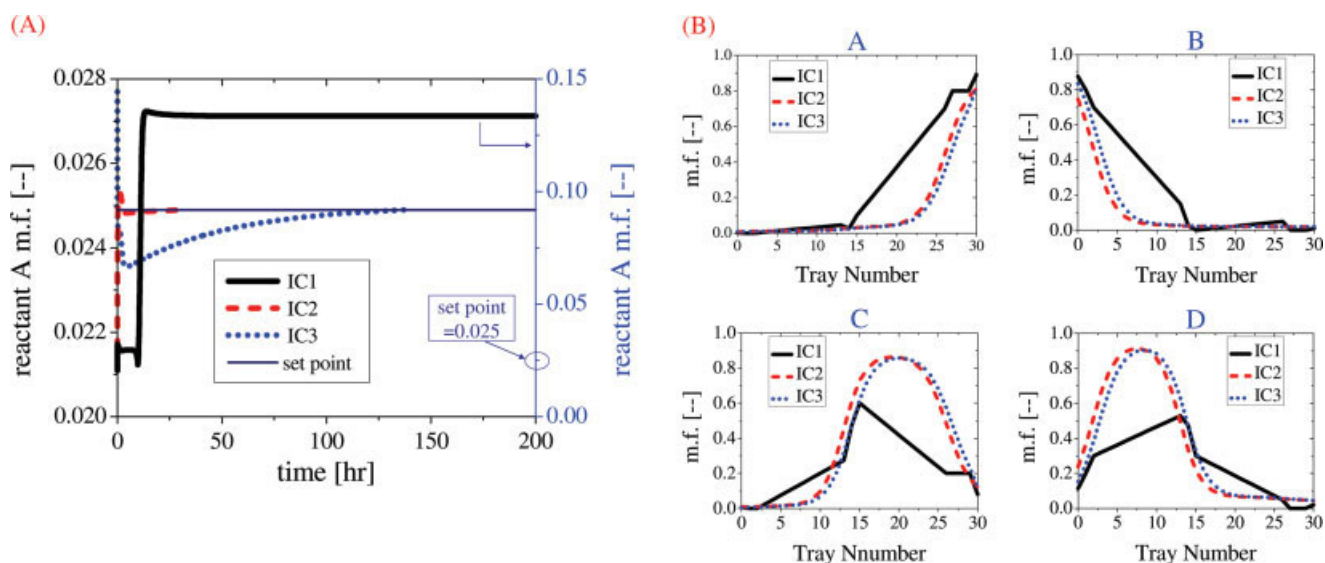 (A)
0.028
0.026
0.024
0.022
0.020
reactant A m.f. [--]
0.15
0.10
0.05
0.00
reactant A m.f. [--]
IC1
IC2
IC3
set point
set point
=0.025
0 50 100 150 200
time [hr]
(B)
A
1.0
0.8
0.6
0.4
0.2
0.0
m.f. [--]
IC1
IC2
IC3
0 5 10 15 20 25 30
Tray Number
B
1.0
0.8
0.6
0.4
0.2
0.0
m.f. [--]
IC1
IC2
IC3
0 5 10 15 20 25 30
Tray Number
C
1.0
0.8
0.6
0.4
0.2
0.0
m.f. [--]
IC1
IC2
IC3
0 5 10 15 20 25 30
Tray Nnumber
D
1.0
0.8
0.6
0.4
0.2
0.0
m.f. [--]
IC1
IC2
IC3
0 5 10 15 20 25 30
Tray Number